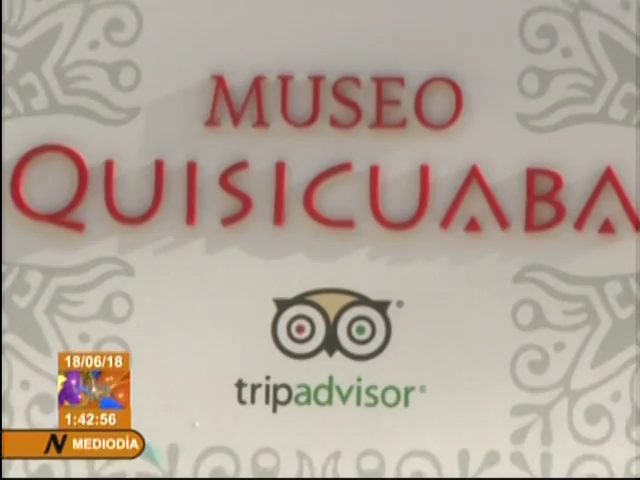 MUSEO
QUISICUABA
tripadvisor
18/06/18
1:42:56
N MEDIODÍA